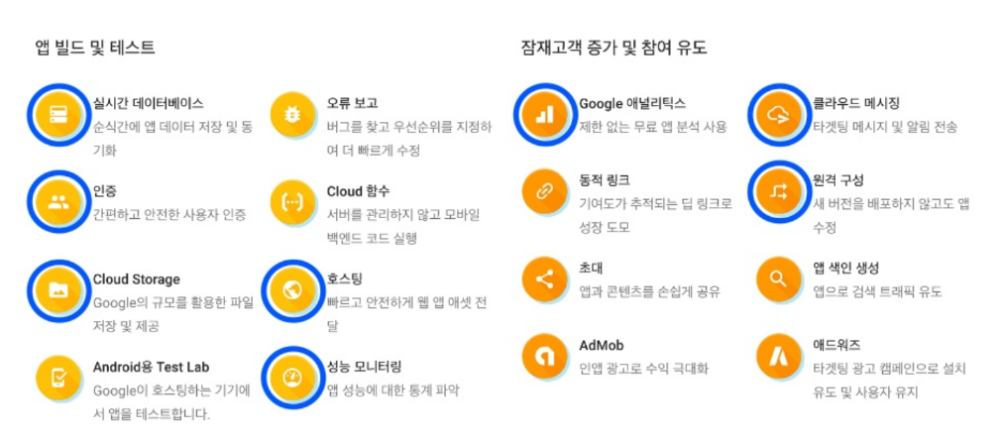 앱 빌드 및 테스트
실시간 데이터베이스
순식간에 앱 데이터 저장 및 동
기화
오류 보고
버그를 찾고 우선순위를 지정하
여 더 빠르게 수정
인증
간편하고 안전한 사용자 인증
Cloud 함수
서버를 관리하지 않고 모바일
백엔드 코드 실행
Cloud Storage
Google의 규모를 활용한 파일
저장 및 제공
호스팅
빠르고 안전하게 웹 앱 애셋 전
달
Android용 Test Lab
Google이 호스팅하는 기기에
서 앱을 테스트합니다.
성능 모니터링
앱 성능에 대한 통계 파악
잠재고객 증가 및 참여 유도
Google 애널리틱스
제한 없는 무료 앱 분석 사용
클라우드 메시징
타겟팅 메시지 및 알림 전송
동적 링크
기여도가 추적되는 딥 링크로
성장 도모
원격 구성
새 버전을 배포하지 않고도 앱
수정
초대
앱과 콘텐츠를 손쉽게 공유
앱 색인 생성
앱으로 검색 트래픽 유도
AdMob
인앱 광고로 수익 극대화
애드워즈
타겟팅 광고 캠페인으로 설치
유도 및 사용자 유지